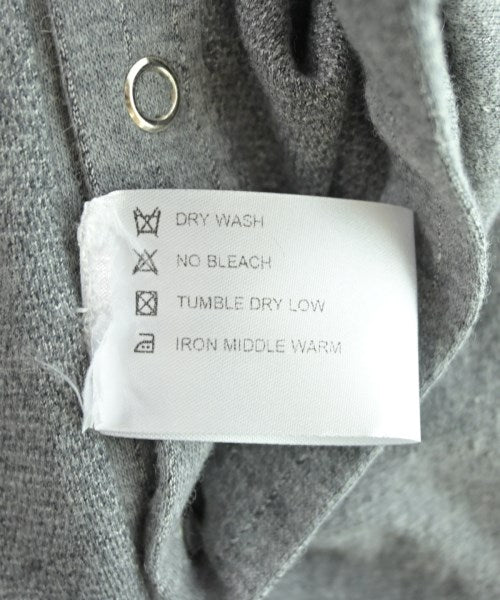 DRY WASH
NO BLEACH
TUMBLE DRY LOW
IRON MIDDLE WARM